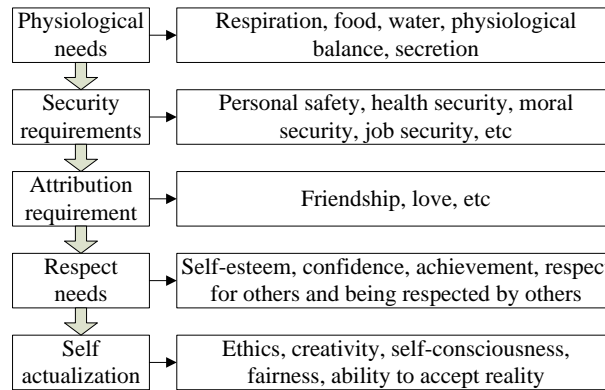 Physiological
needs
Respiration, food, water, physiological
balance, secretion
Security
requirements
Personal safety, health security, moral
security, job security, etc
Attribution
requirement
Friendship, love, etc
Respect
needs
Self-esteem, confidence, achievement, respect
for others and being respected by others
Self
actualization
Ethics, creativity, self-consciousness,
fairness, ability to accept reality